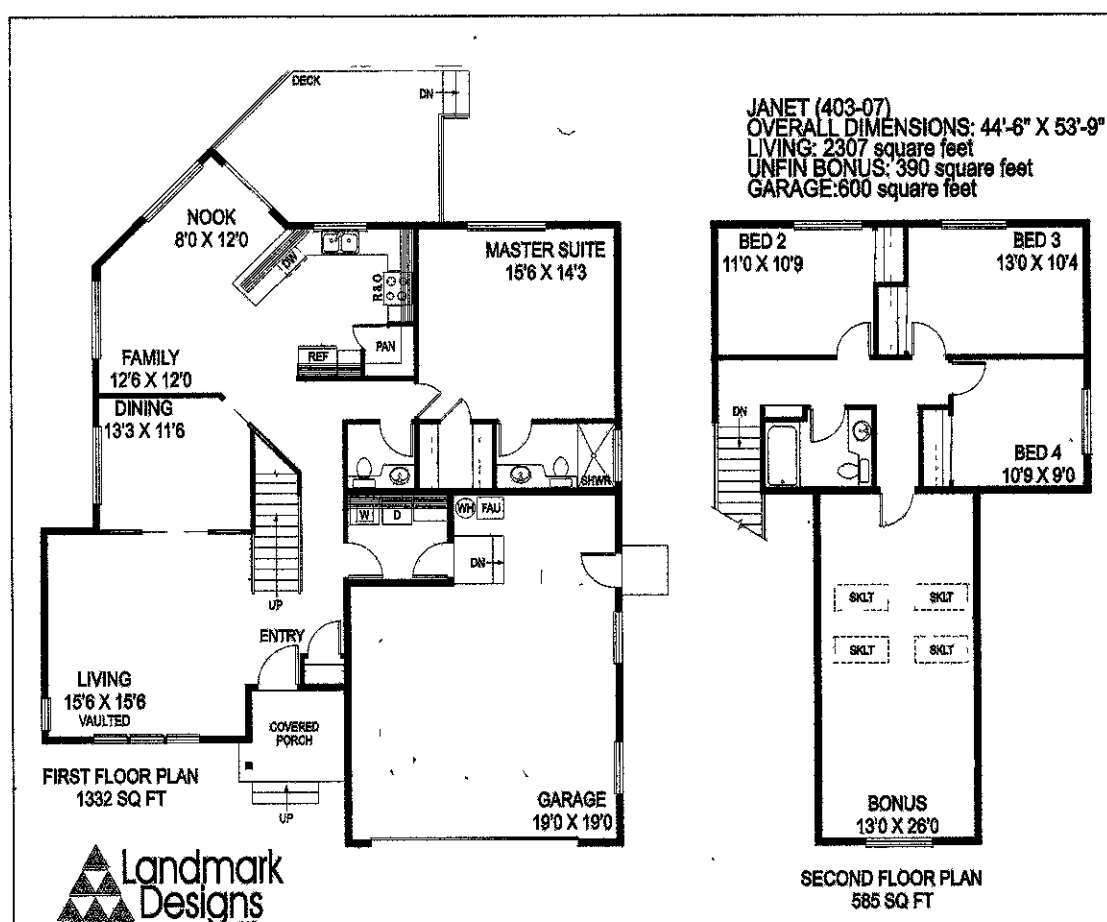 DECK
DN
JANET (403-07)
OVERALL DIMENSIONS: 44'-6" X 53'-9"
LIVING: 2307 square feet
UNFIN BONUS: 390 square feet
GARAGE:600 square feet
NOOK
8'0 X 12'0
DW
R&O
MASTER SUITE
15'6 X 14'3
REF
PAN
FAMILY
12'6 X 12'0
DINING
13'3 X 11'6
SHWR
W
D
WH
FAU
DN
UP
ENTRY
LIVING
15'6 X 15'6
VAULTED
COVERED
PORCH
UP
GARAGE
19'0 X 19'0
FIRST FLOOR PLAN
1332 SQ FT
Landmark
Designs
BED 2
11'0 X 10'9
BED 3
13'0 X 10'4
DN
BED 4
10'9 X 9'0
SKLT
SKLT
SKLT
SKLT
BONUS
13'0 X 26'0
SECOND FLOOR PLAN
585 SQ FT